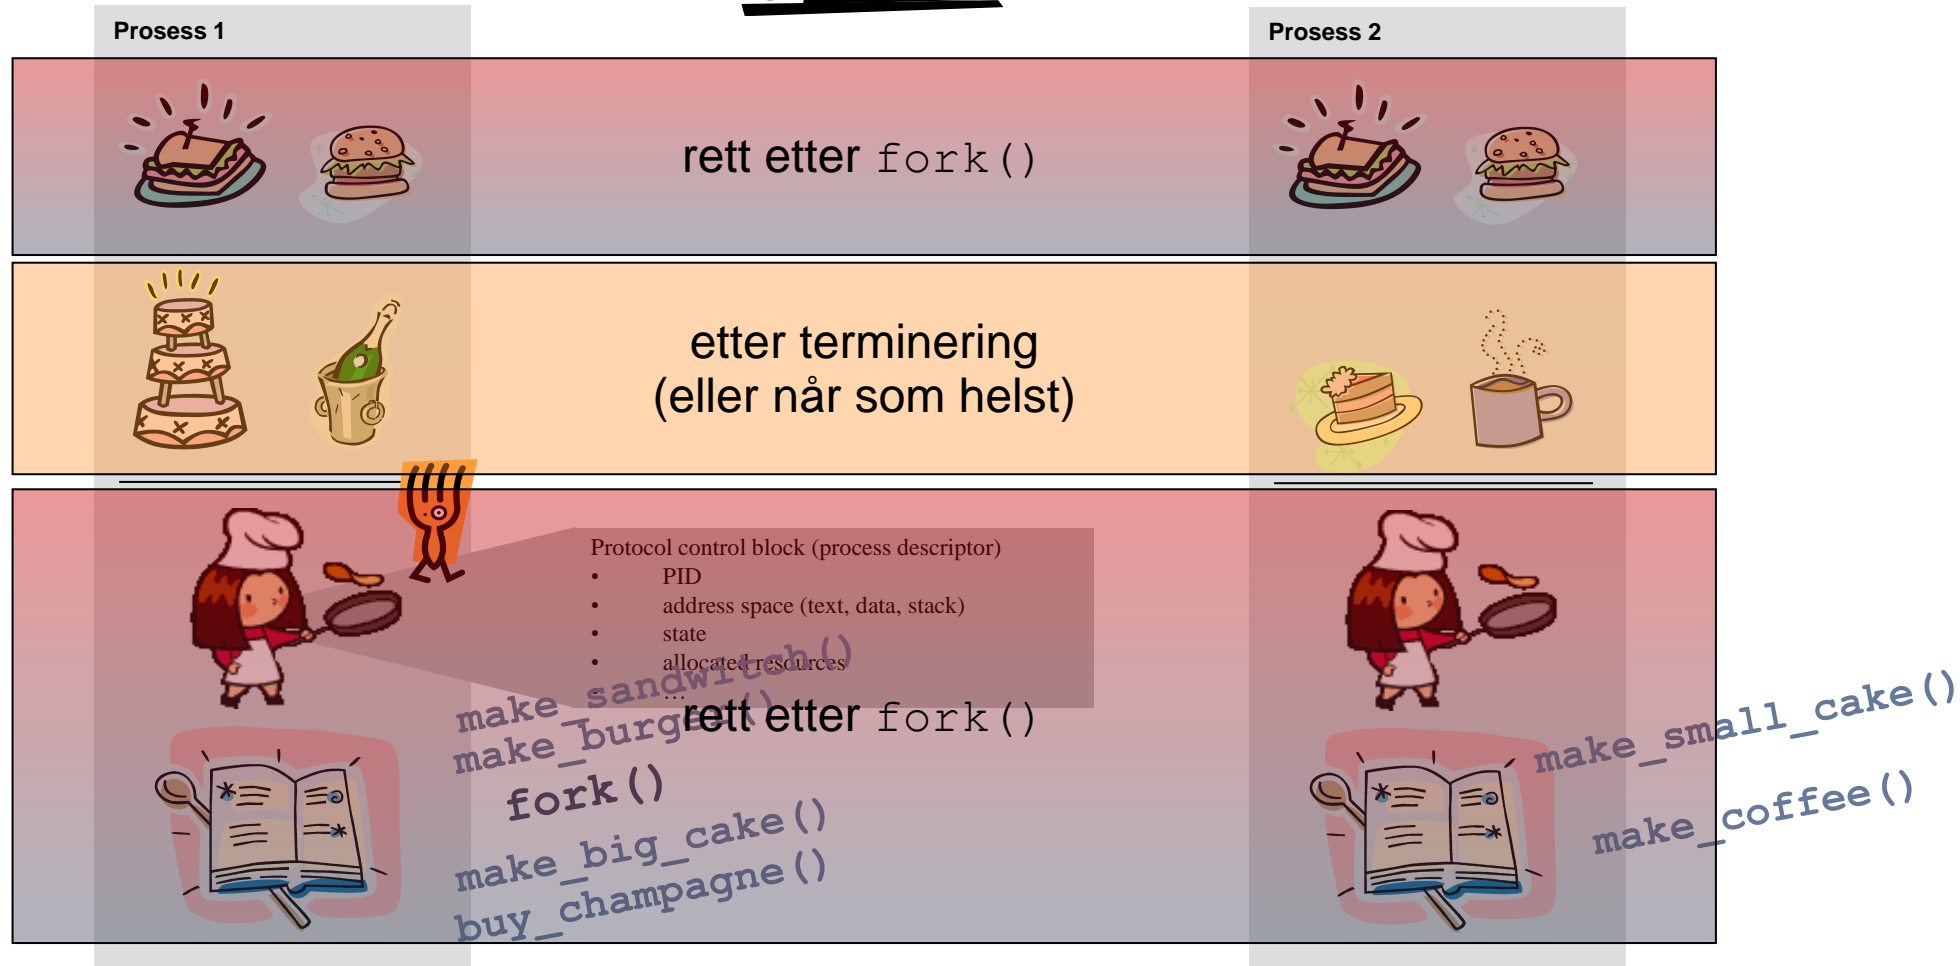 Prosess 1
Prosess 2
rett etter fork()
etter terminering
(eller når som helst)
Protocol control block (process descriptor)
• PID
• address space (text, data, stack)
• state
• allocated resources
• …
make_sandwitch()
make_burger()
rett etter fork()
fork()
make_big_cake()
buy_champagne()
make_small_cake()
make_coffee()